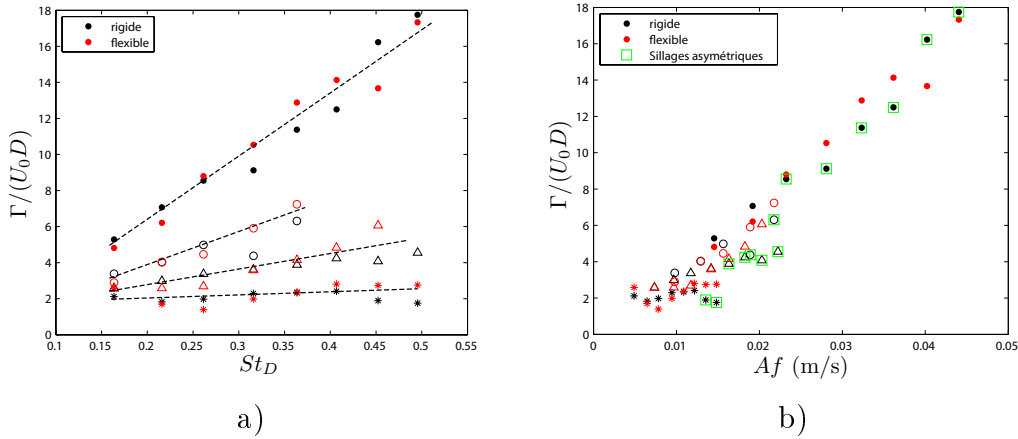 18
16
14
12
10
8
6
4
2
0
Γ/(U₀D)
rigide
flexible
0.1 0.15 0.2 0.25 0.3 0.35 0.4 0.45 0.5 0.55
St_D
a)
18
16
14
12
10
8
6
4
2
0
Γ/(U₀D)
rigide
flexible
Sillages asymétriques
0 0.01 0.02 0.03 0.04 0.05
Af (m/s)
b)